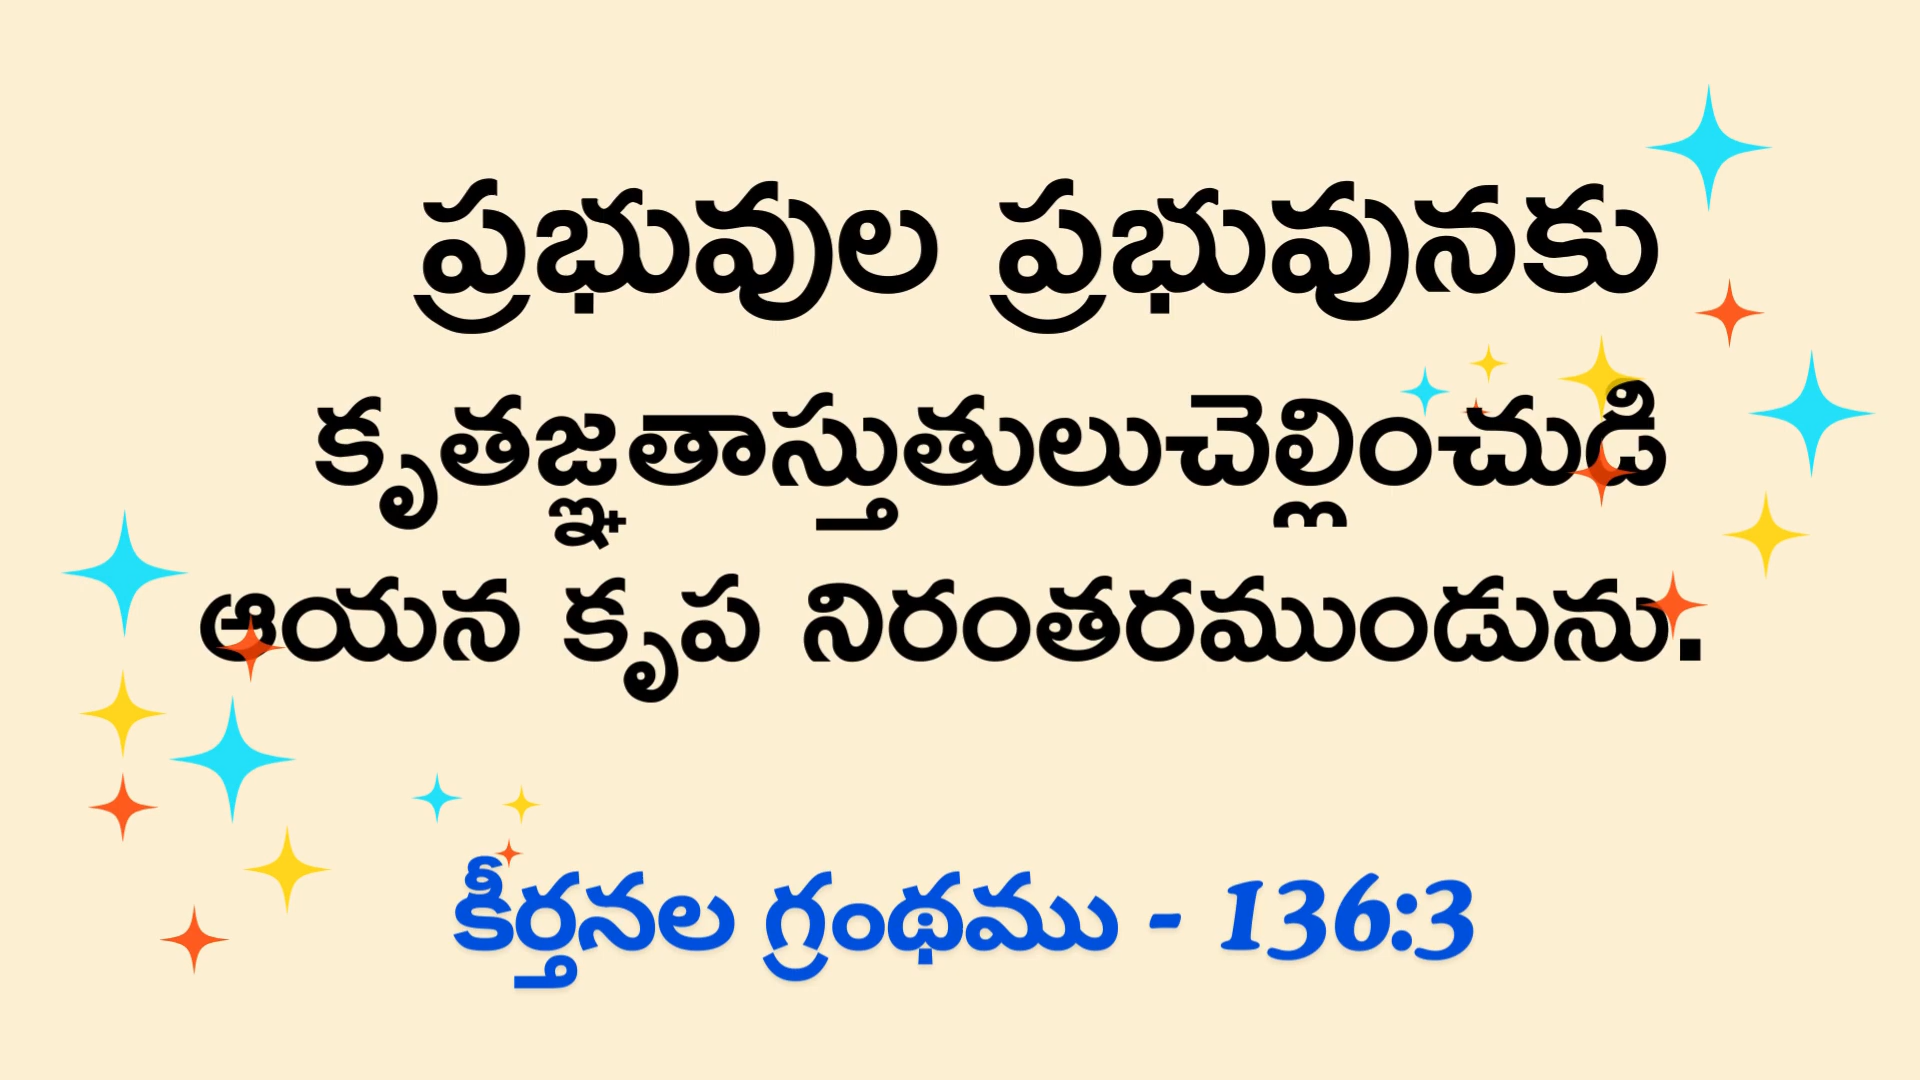 ప్రభువుల ప్రభువునకు
కృతజ్ఞతాస్తుతులుచెల్లించుడి
ఆయన కృప నిరంతరముండును.
కీర్తనల గ్రంథము - 136:3